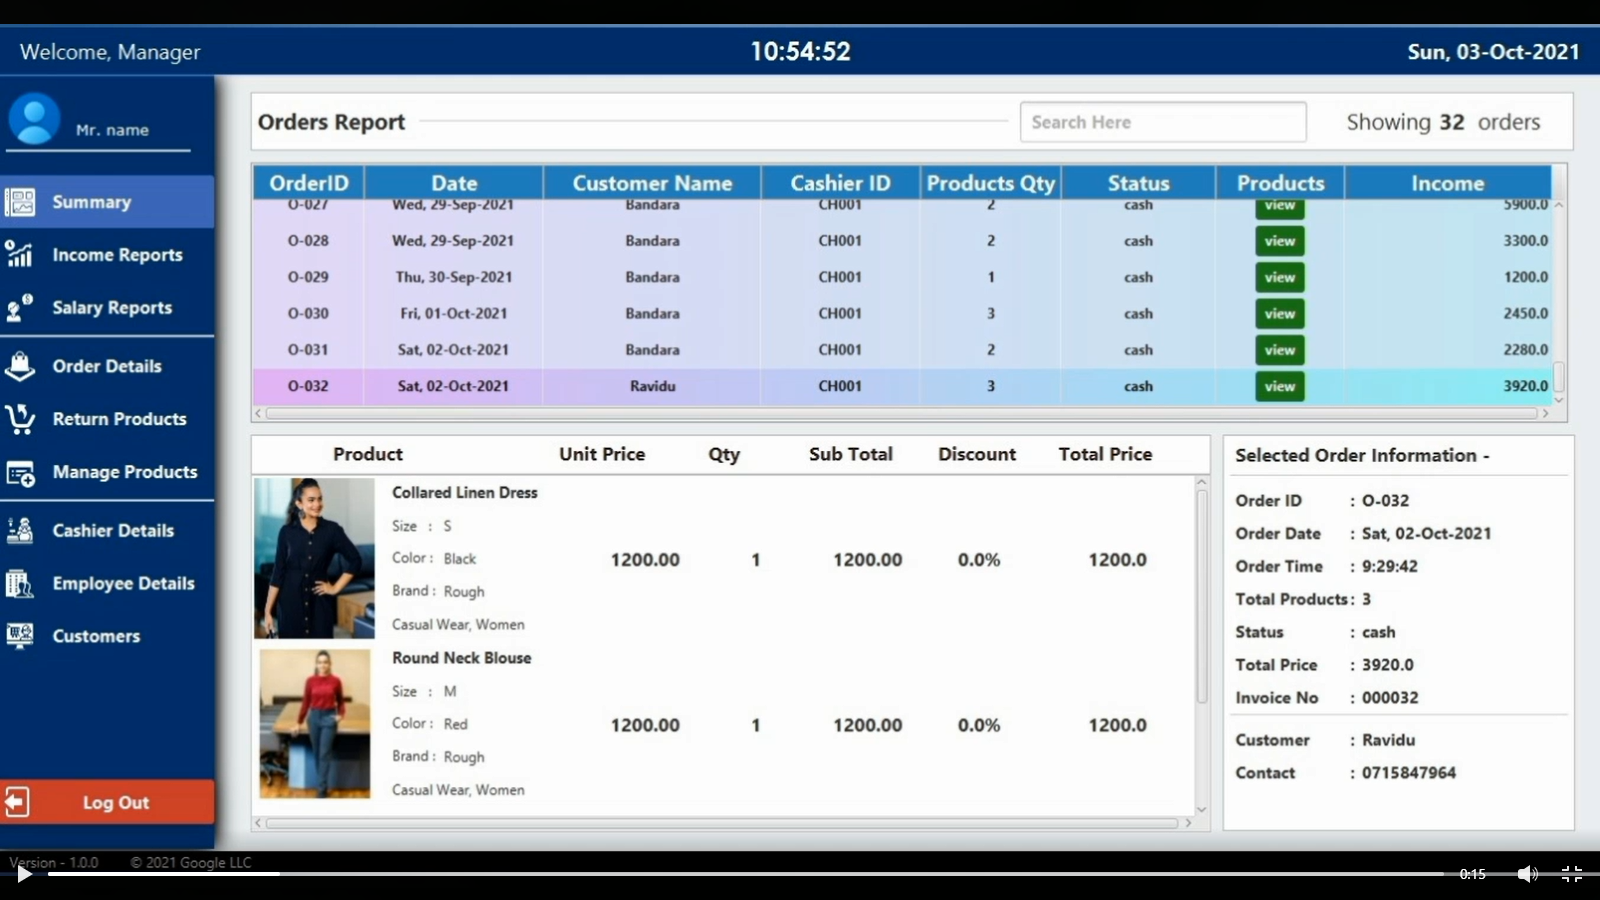 Welcome, Manager 10:54:52 Sun, 03-Oct-2021
Mr. name
Summary
Income Reports
Salary Reports
Order Details
Return Products
Manage Products
Cashier Details
Employee Details
Customers
Log Out
Orders Report Search Here Showing 32 orders
OrderID Date Customer Name Cashier ID Products Qty Status Products Income
O-027 Wed, 29-Sep-2021 Bandara CH001 2 cash view 5900.0
O-028 Wed, 29-Sep-2021 Bandara CH001 2 cash view 3300.0
O-029 Thu, 30-Sep-2021 Bandara CH001 1 cash view 1200.0
O-030 Fri, 01-Oct-2021 Bandara CH001 3 cash view 2450.0
O-031 Sat, 02-Oct-2021 Bandara CH001 2 cash view 2280.0
O-032 Sat, 02-Oct-2021 Ravidu CH001 3 cash view 3920.0
Product Unit Price Qty Sub Total Discount Total Price
Collared Linen Dress
Size : S
Color : Black
1200.00 1 1200.00 0.0% 1200.0
Brand : Rough
Casual Wear, Women
Round Neck Blouse
Size : M
Color : Red
1200.00 1 1200.00 0.0% 1200.0
Brand : Rough
Casual Wear, Women
Selected Order Information -
Order ID : O-032
Order Date : Sat, 02-Oct-2021
Order Time : 9:29:42
Total Products : 3
Status : cash
Total Price : 3920.0
Invoice No : 000032
Customer : Ravidu
Contact : 0715847964
Version - 1.0.0 © 2021 Google LLC
0:15